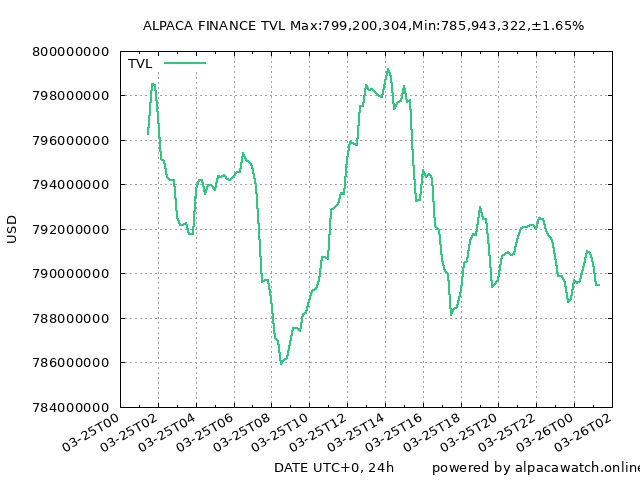 ALPACA FINANCE TVL Max:799,200,304,Min:785,943,322,±1.65%
TVL
800000000
798000000
796000000
794000000
792000000
790000000
788000000
786000000
784000000
USD
03-25T00
03-25T02
03-25T04
03-25T06
03-25T08
03-25T10
03-25T12
03-25T14
03-25T16
03-25T18
03-25T20
03-25T22
03-26T00
03-26T02
DATE UTC+0, 24h
powered by alpacawatch.online